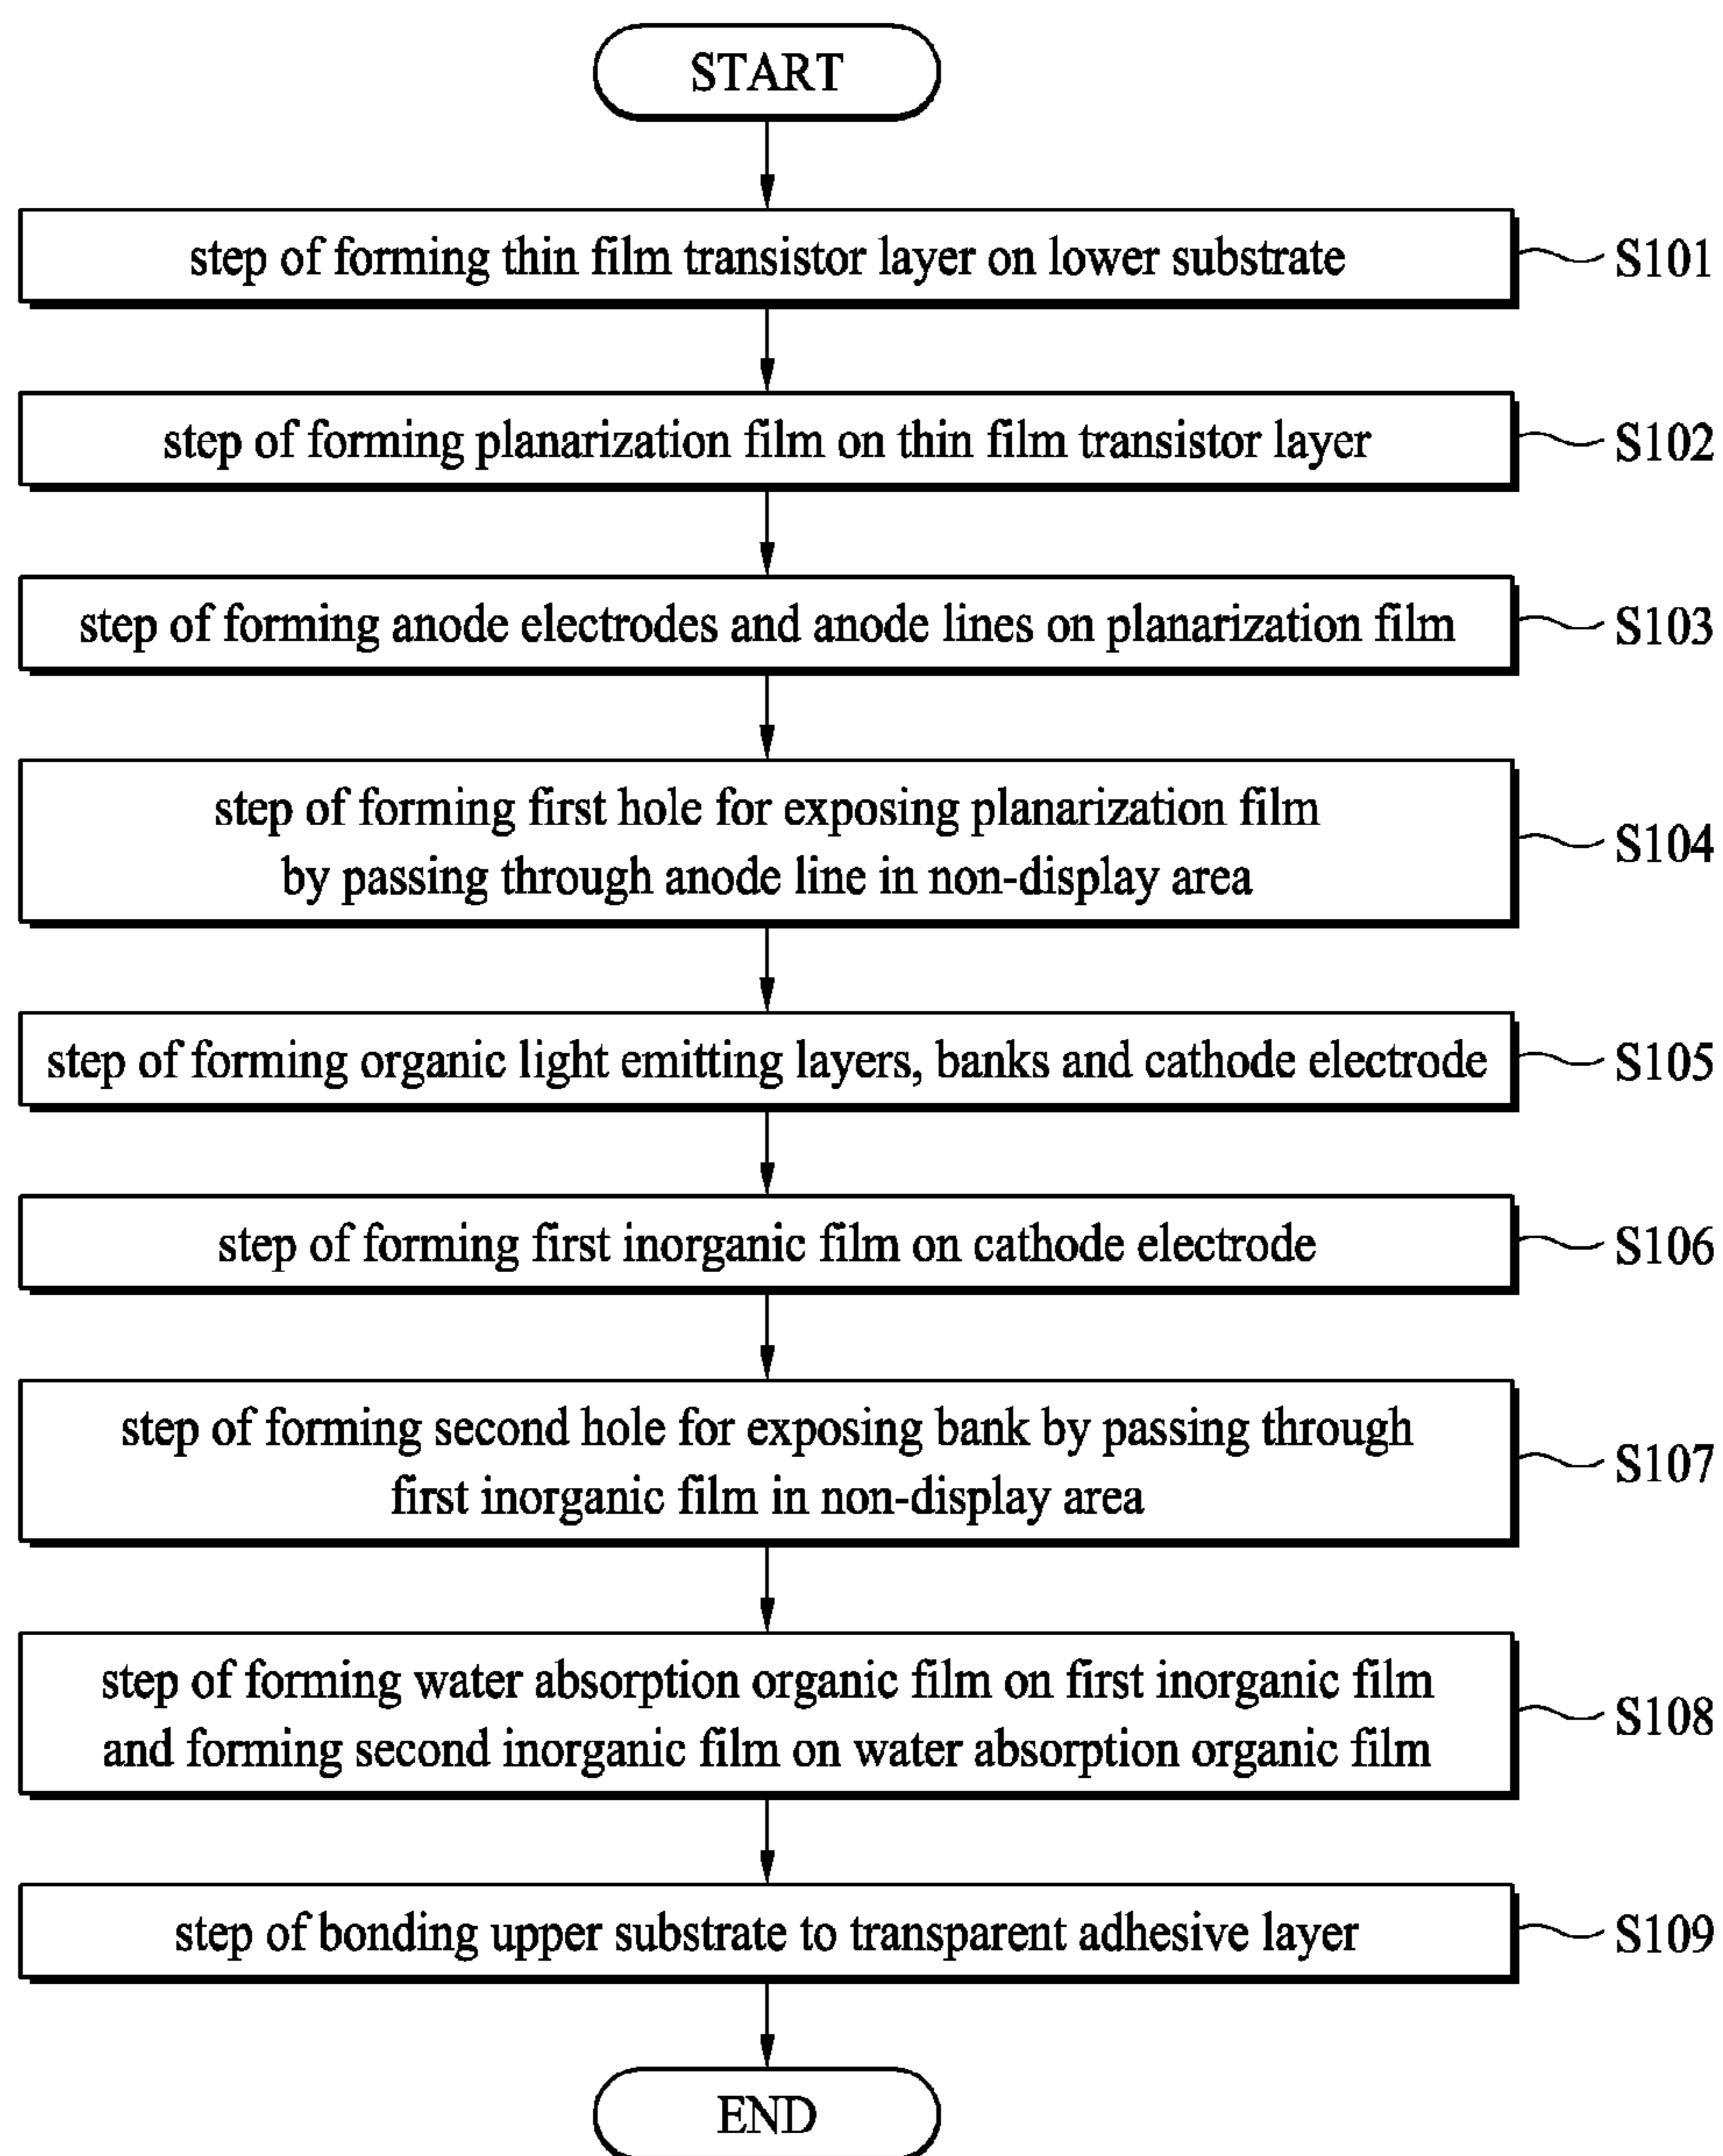 START
step of forming thin film transistor layer on lower substrate
S101
step of forming planarization film on thin film transistor layer
S102
step of forming anode electrodes and anode lines on planarization film
S103
step of forming first hole for exposing planarization film
by passing through anode line in non-display area
S104
step of forming organic light emitting layers, banks and cathode electrode
S105
step of forming first inorganic film on cathode electrode
S106
step of forming second hole for exposing bank by passing through
first inorganic film in non-display area
S107
step of forming water absorption organic film on first inorganic film
and forming second inorganic film on water absorption organic film
S108
step of bonding upper substrate to transparent adhesive layer
S109
END